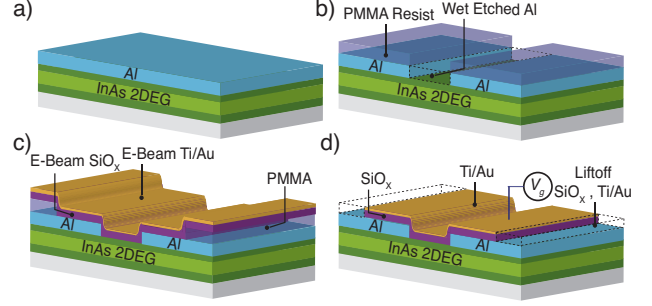 a)
Al
InAs 2DEG
b)
PMMA Resist
Wet Etched Al
Al
Al
InAs 2DEG
c)
E-Beam SiOx
E-Beam Ti/Au
PMMA
Al
Al
InAs 2DEG
d)
SiOx
Ti/Au
Vg
Liftoff
SiOx , Ti/Au
Al
Al
InAs 2DEG